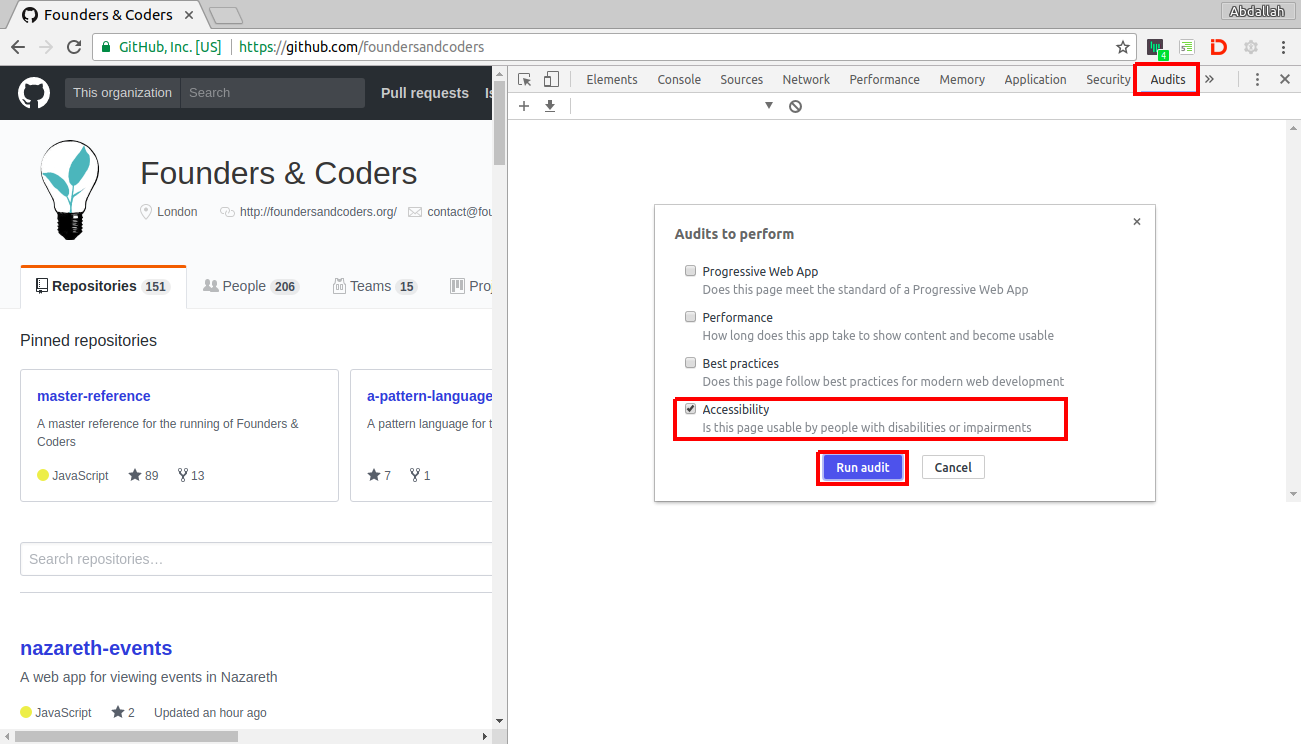 Founders & Coders
Abdallah
GitHub, Inc. [US] https://github.com/foundersandcoders
4
This organization Search Pull requests Is
Founders & Coders
London http://foundersandcoders.org/ contact@fou
Repositories 151 People 206 Teams 15 Proj
Pinned repositories
master-reference
A master reference for the running of Founders &
Coders
JavaScript 89 13
a-pattern-language
A pattern language for t
7 1
Search repositories…
nazareth-events
A web app for viewing events in Nazareth
JavaScript 2 Updated an hour ago
Elements Console Sources Network Performance Memory Application Security Audits »
Audits to perform
Progressive Web App
Does this page meet the standard of a Progressive Web App
Performance
How long does this app take to show content and become usable
Best practices
Does this page follow best practices for modern web development
Accessibility
Is this page usable by people with disabilities or impairments
Run audit Cancel